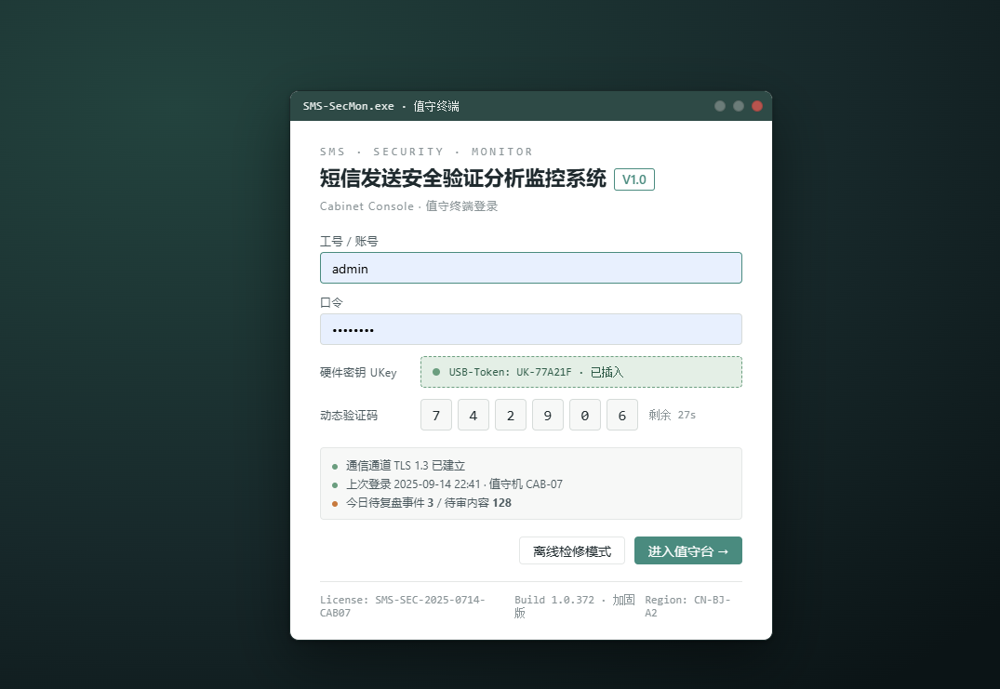 SMS-SecMon.exe · 值守终端
SMS · SECURITY · MONITOR
短信发送安全验证分析监控系统 V1.0
Cabinet Console · 值守终端登录
工号 / 账号
admin
口令
••••••••
硬件密钥 UKey USB-Token: UK-77A21F · 已插入
动态验证码 7 4 2 9 0 6 剩余 27s
通信通道 TLS 1.3 已建立
上次登录 2025-09-14 22:41 · 值守机 CAB-07
今日待复盘事件 3 / 待审内容 128
离线检修模式 进入值守台 →
License: SMS-SEC-2025-0714-
CAB07
Build 1.0.372 · 加固
版
Region: CN-BJ-
A2